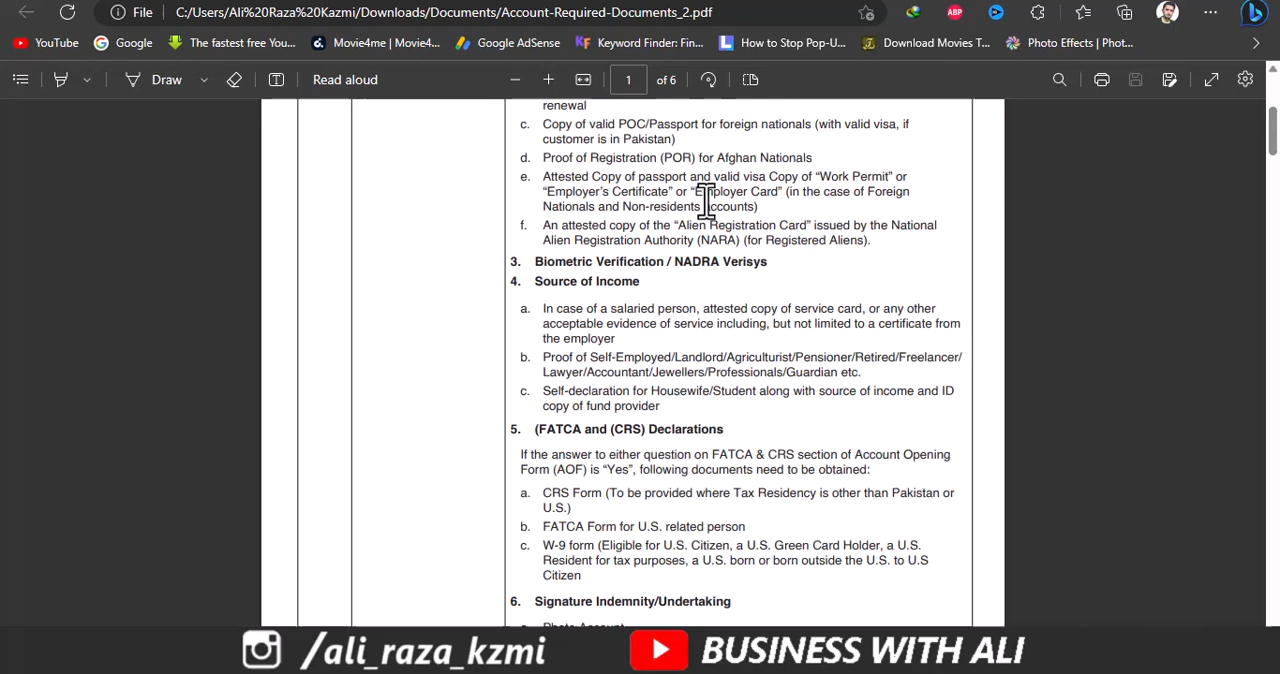 File
C:/Users/Ali%20Raza%20Kazmi/Downloads/Documents/Account-Required-Documents_2.pdf
ABP
YouTube
Google
The fastest free You...
Movie4me | Movie4...
Google AdSense
Keyword Finder: Fin...
How to Stop Pop-U...
Download Movies T...
Photo Effects | Phot...
Draw
Read aloud
1 of 6
renewal
c. Copy of valid POC/Passport for foreign nationals (with valid visa, if
customer is in Pakistan)
d. Proof of Registration (POR) for Afghan Nationals
e. Attested Copy of passport and valid visa Copy of “Work Permit” or
“Employer’s Certificate” or “Employer Card” (in the case of Foreign
Nationals and Non-residents accounts)
f. An attested copy of the “Alien Registration Card” issued by the National
Alien Registration Authority (NARA) (for Registered Aliens).
3. Biometric Verification / NADRA Verisys
4. Source of Income
a. In case of a salaried person, attested copy of service card, or any other
acceptable evidence of service including, but not limited to a certificate from
the employer
b. Proof of Self-Employed/Landlord/Agriculturist/Pensioner/Retired/Freelancer/
Lawyer/Accountant/Jewellers/Professionals/Guardian etc.
c. Self-declaration for Housewife/Student along with source of income and ID
copy of fund provider
5. (FATCA and (CRS) Declarations
If the answer to either question on FATCA & CRS section of Account Opening
Form (AOF) is “Yes”, following documents need to be obtained:
a. CRS Form (To be provided where Tax Residency is other than Pakistan or
U.S.)
b. FATCA Form for U.S. related person
c. W-9 form (Eligible for U.S. Citizen, a U.S. Green Card Holder, a U.S.
Resident for tax purposes, a U.S. born or born outside the U.S. to U.S
Citizen
6. Signature Indemnity/Undertaking
/ali_raza_kzmi
BUSINESS WITH ALI